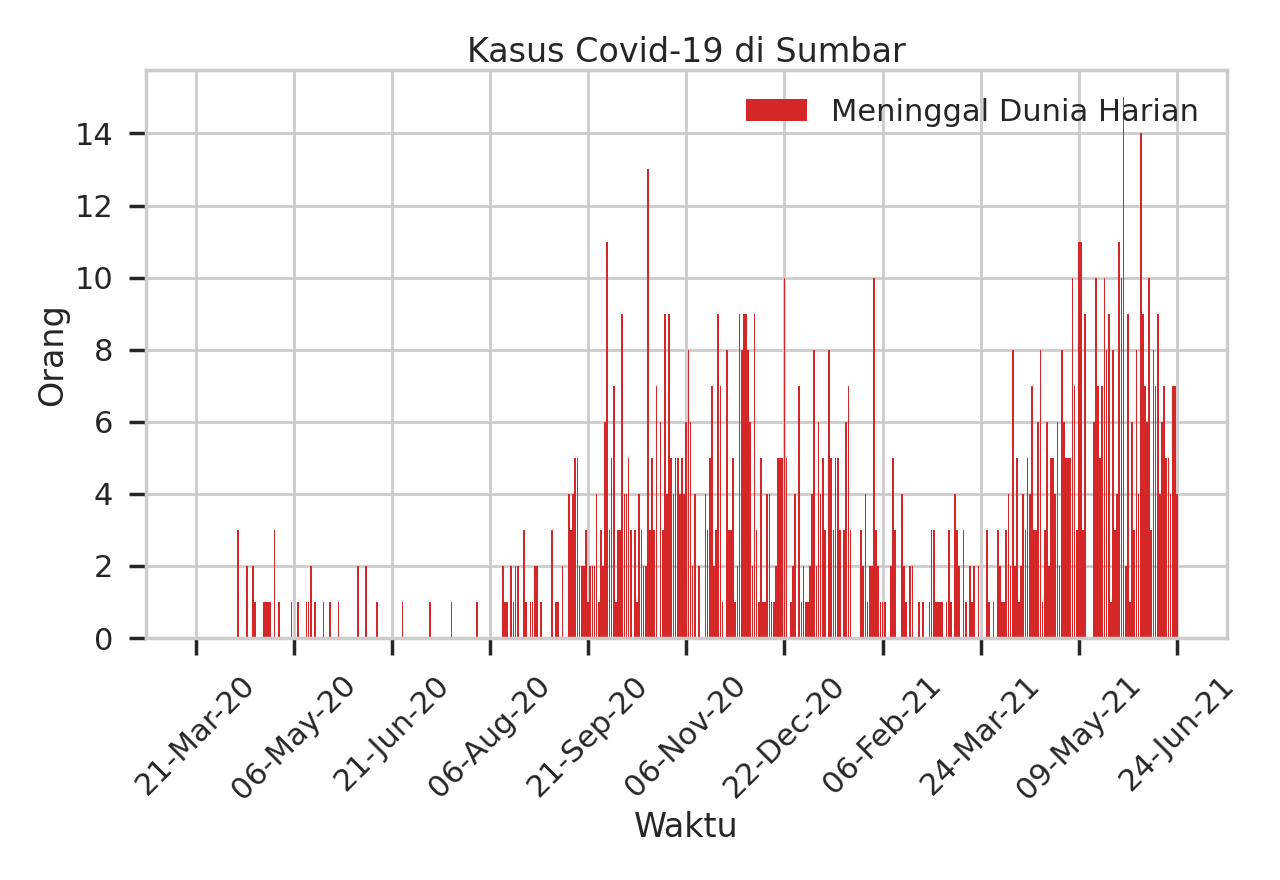 Kasus Covid-19 di Sumbar
Meninggal Dunia Harian
14
12
10
8
6
4
2
0
Orang
21-Mar-20
06-May-20
21-Jun-20
06-Aug-20
21-Sep-20
06-Nov-20
22-Dec-20
06-Feb-21
24-Mar-21
09-May-21
24-Jun-21
Waktu